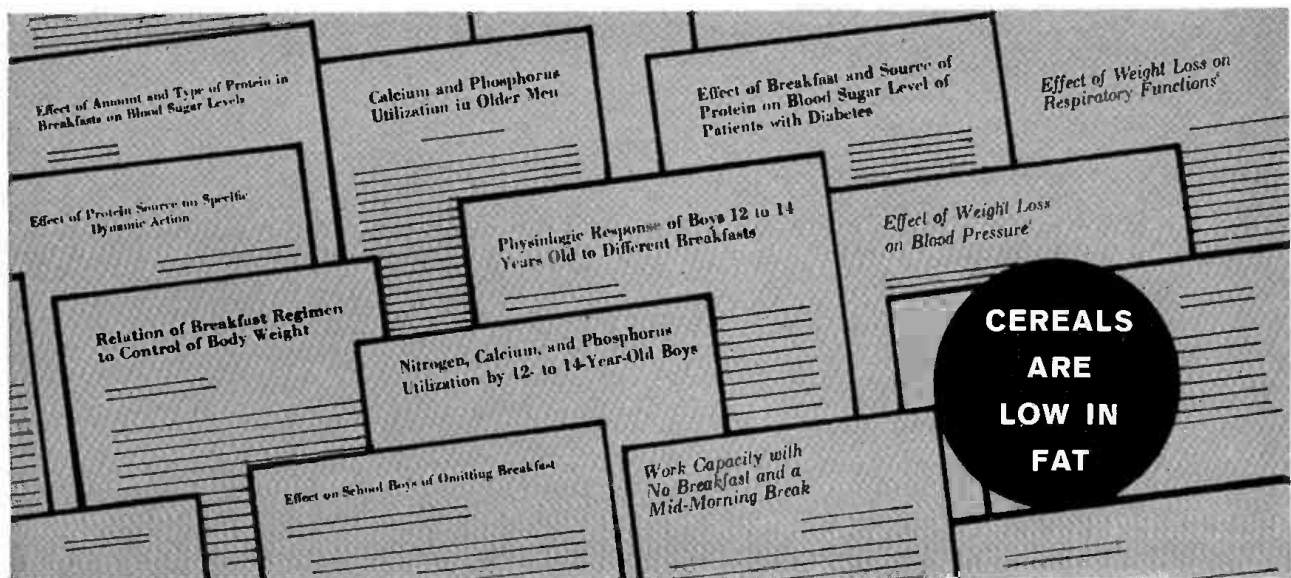 Effect of Amount and Type of Protein in
Breakfasts on Blood Sugar Levels
Calcium and Phosphorus
Utilization in Older Men
Effect of Breakfast and Source of
Protein on Blood Sugar Level of
Patients with Diabetes
Effect of Weight Loss on
Respiratory Functions¹
Effect of Protein Source on Specific
Dynamic Action
Physiologic Response of Boys 12 to 14
Years Old to Different Breakfasts
Effect of Weight Loss
on Blood Pressure¹
Relation of Breakfast Regimen
to Control of Body Weight
Nitrogen, Calcium, and Phosphorus
Utilization by 12- to 14-Year-Old Boys
Effect on School Boys of Omitting Breakfast
Work Capacity with
No Breakfast and a
Mid-Morning Break
CEREALS
ARE
LOW IN
FAT